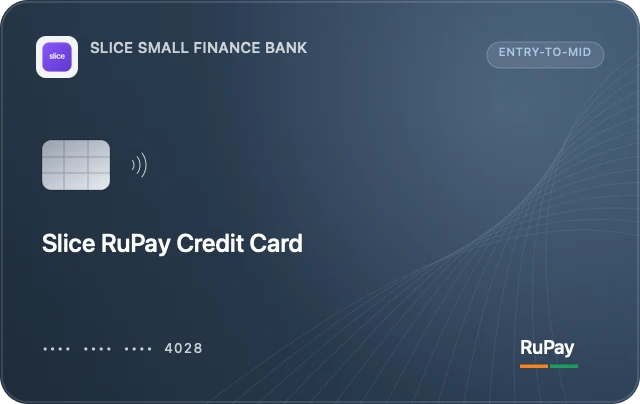 slice
SLICE SMALL FINANCE BANK
ENTRY-TO-MID
Slice RuPay Credit Card
•••• •••• •••• 4028
RuPay